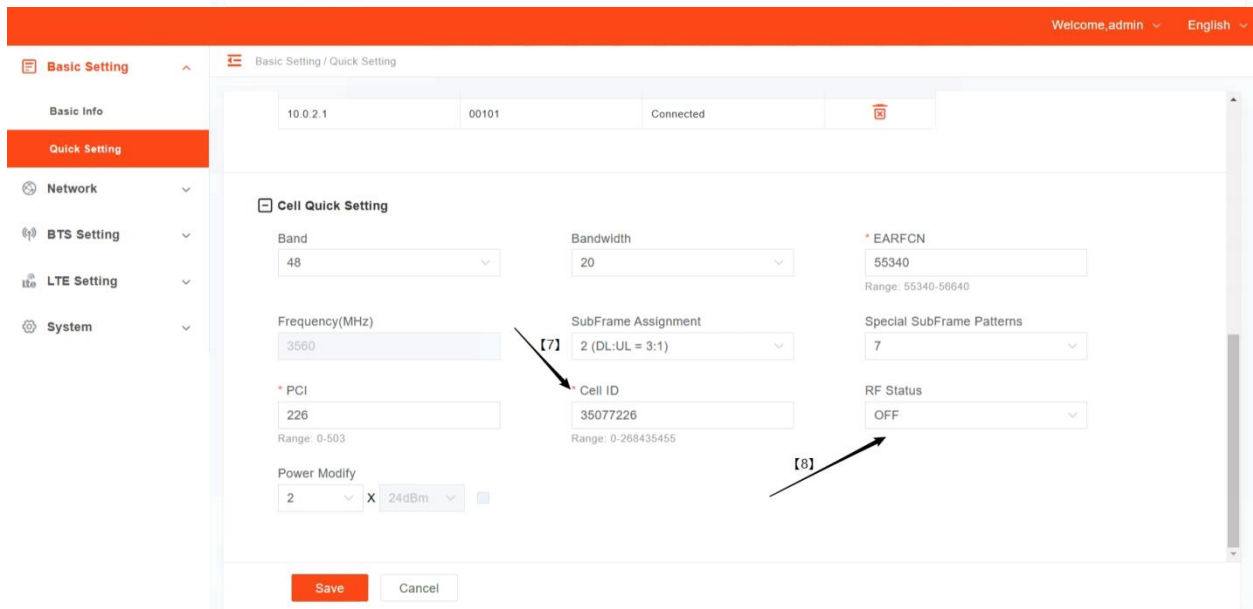 Welcome,admin English
Basic Setting
Basic Setting / Quick Setting
Basic Info
10.0.2.1 00101 Connected
Quick Setting
Network
Cell Quick Setting
BTS Setting
Band Bandwidth * EARFCN
48 20 55340
LTE Setting
Range: 55340-56640
System
Frequency(MHz) SubFrame Assignment Special SubFrame Patterns
3560 【7】 2 (DL:UL = 3:1) 7
* PCI * Cell ID RF Status
226 35077226 OFF
Range: 0-503 Range: 0-268435455
【8】
Power Modify
2 X 24dBm
Save Cancel